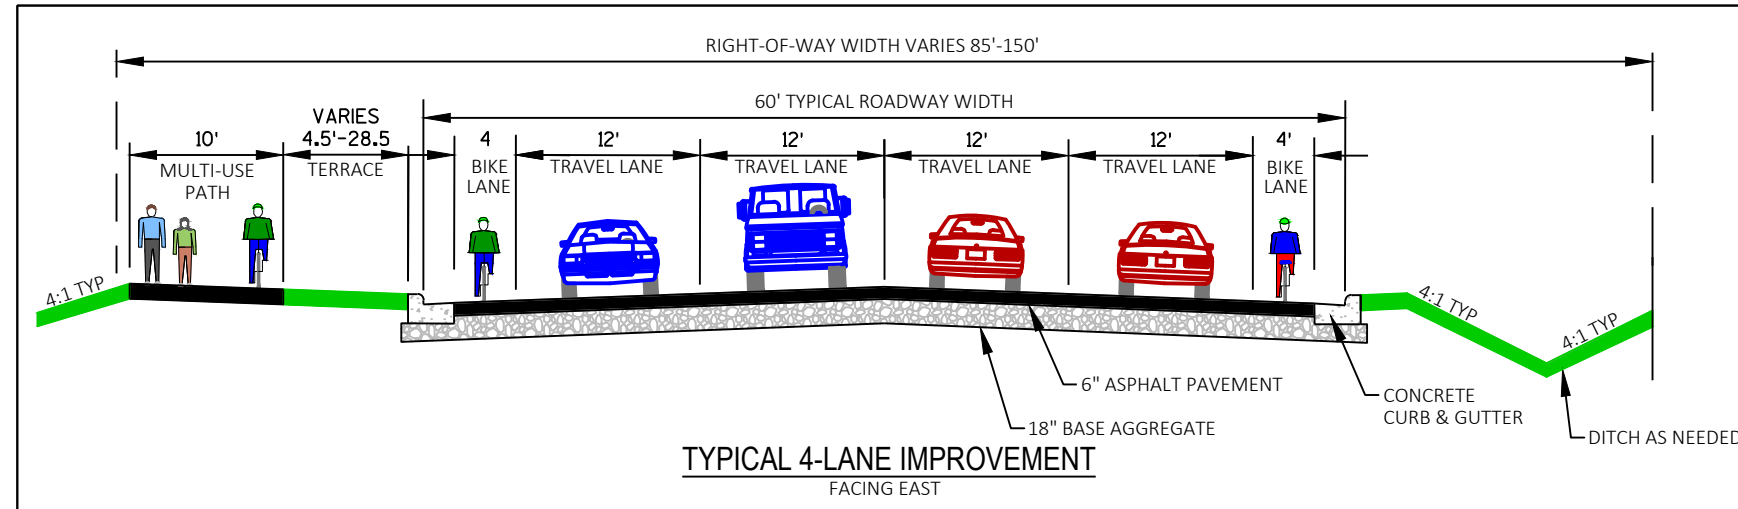 RIGHT-OF-WAY WIDTH VARIES 85'-150'
60' TYPICAL ROADWAY WIDTH
10'
MULTI-USE
PATH
VARIES
4.5'-28.5
TERRACE
4
BIKE
LANE
12'
TRAVEL LANE
12'
TRAVEL LANE
12'
TRAVEL LANE
12'
TRAVEL LANE
4'
BIKE
LANE
4:1 TYP
4:1 TYP
4:1 TYP
6" ASPHALT PAVEMENT
18" BASE AGGREGATE
CONCRETE
CURB & GUTTER
DITCH AS NEEDED
TYPICAL 4-LANE IMPROVEMENT
FACING EAST